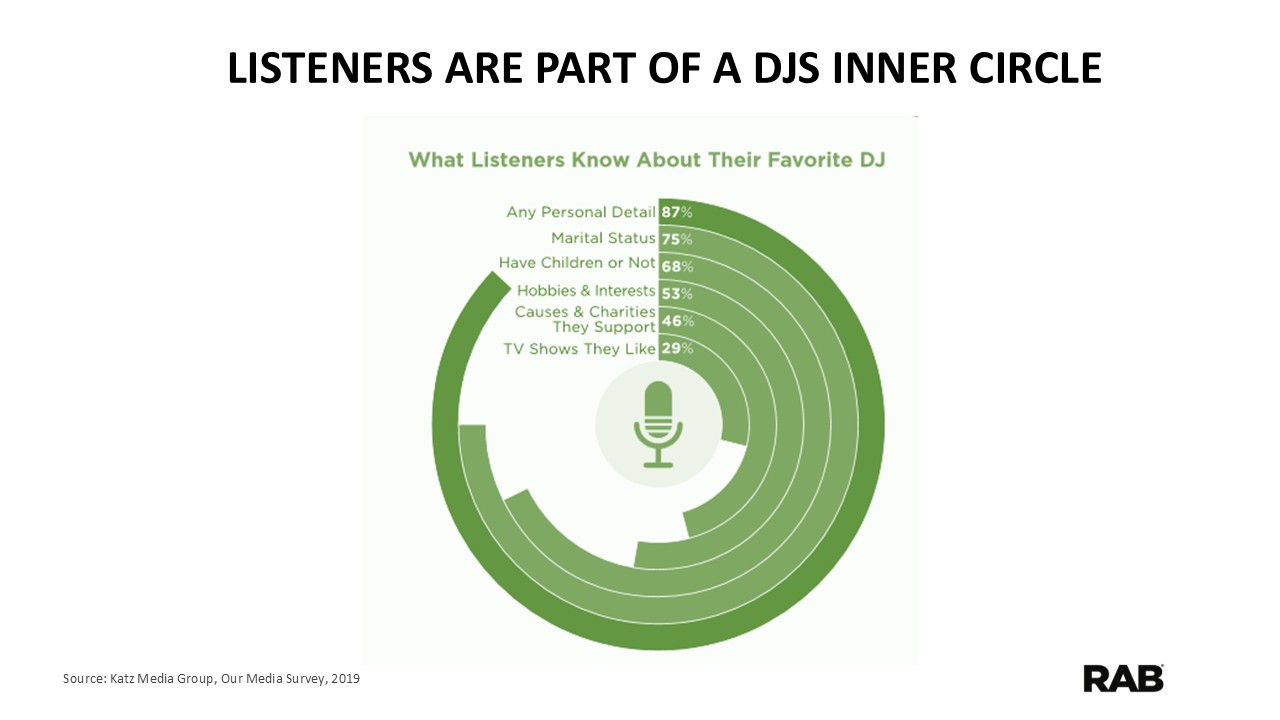 LISTENERS ARE PART OF A DJS INNER CIRCLE
What Listeners Know About Their Favorite DJ
Any Personal Detail 87%
Marital Status 75%
Have Children or Not 68%
Hobbies & Interests 53%
Causes & Charities
They Support 46%
TV Shows They Like 29%
Source: Katz Media Group, Our Media Survey, 2019
RAB